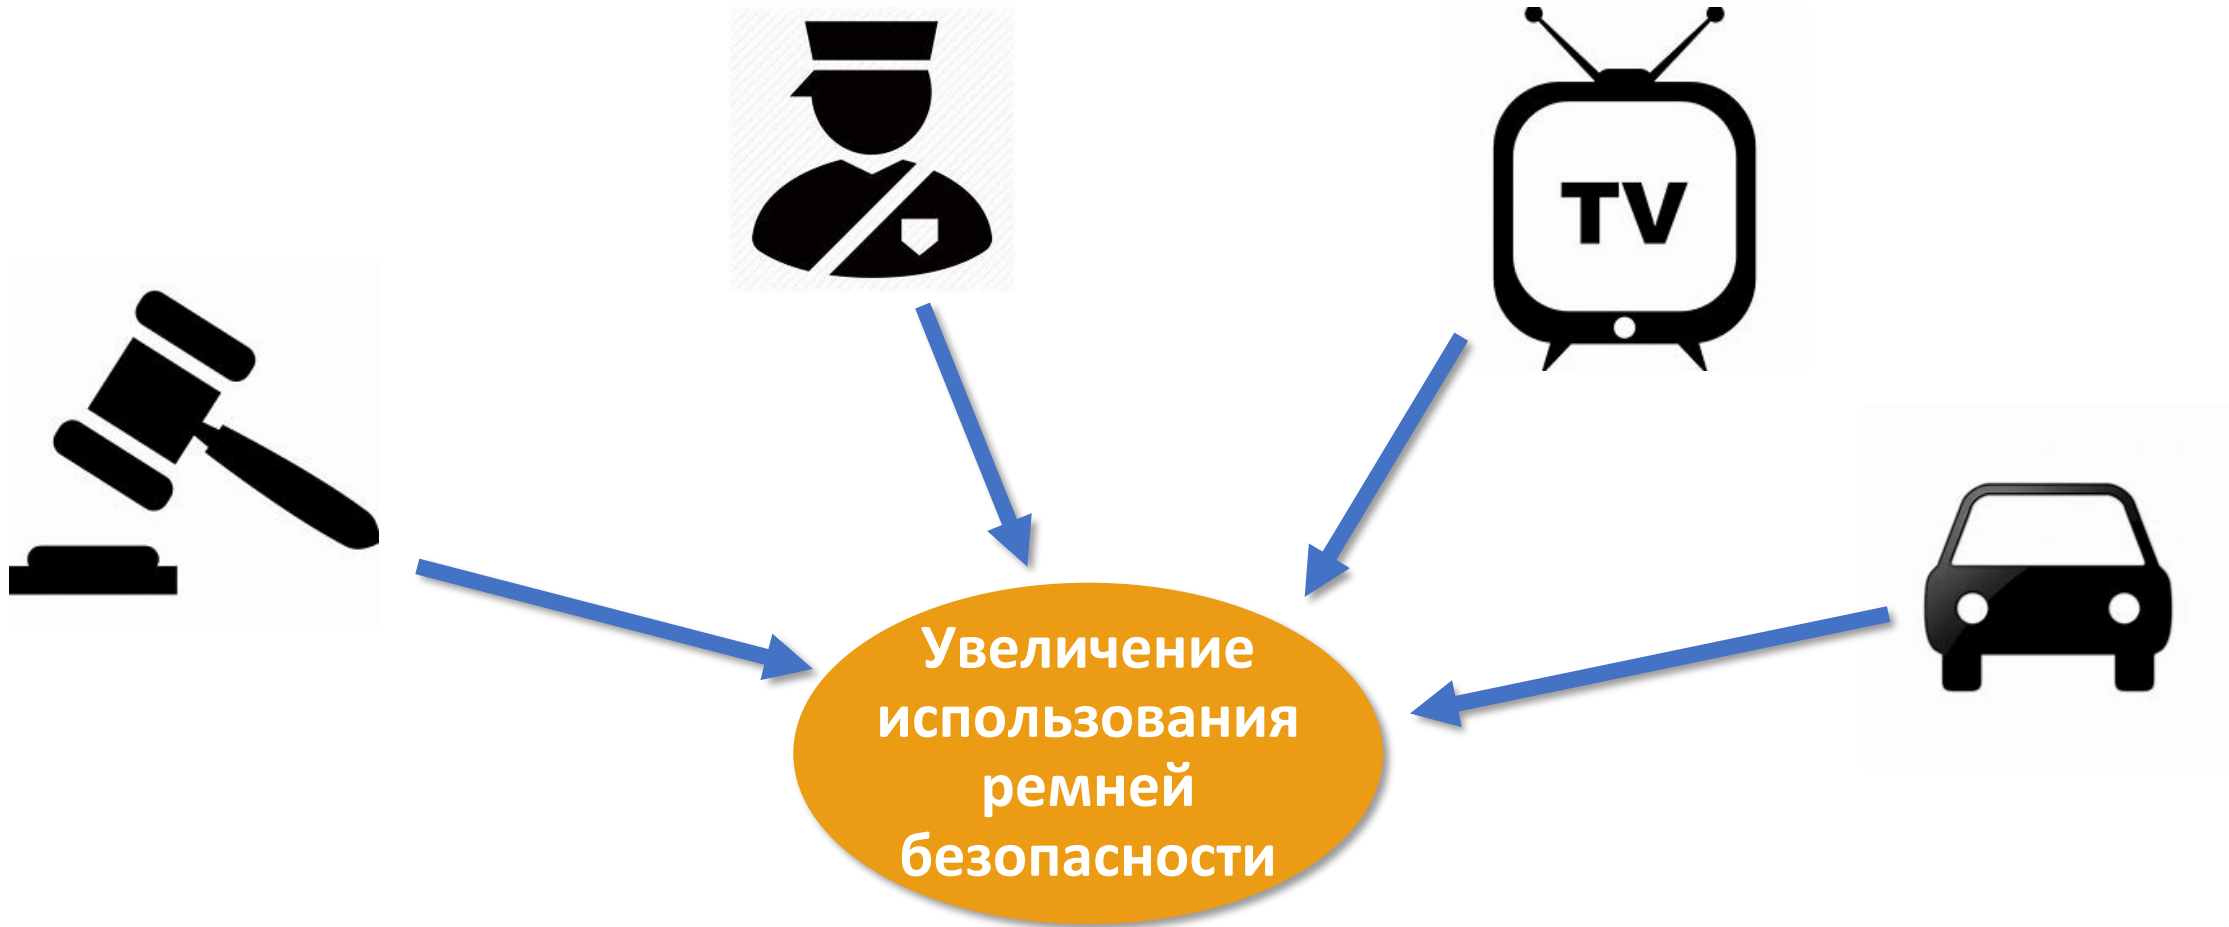 TV
Увеличение
использования
ремней
безопасности